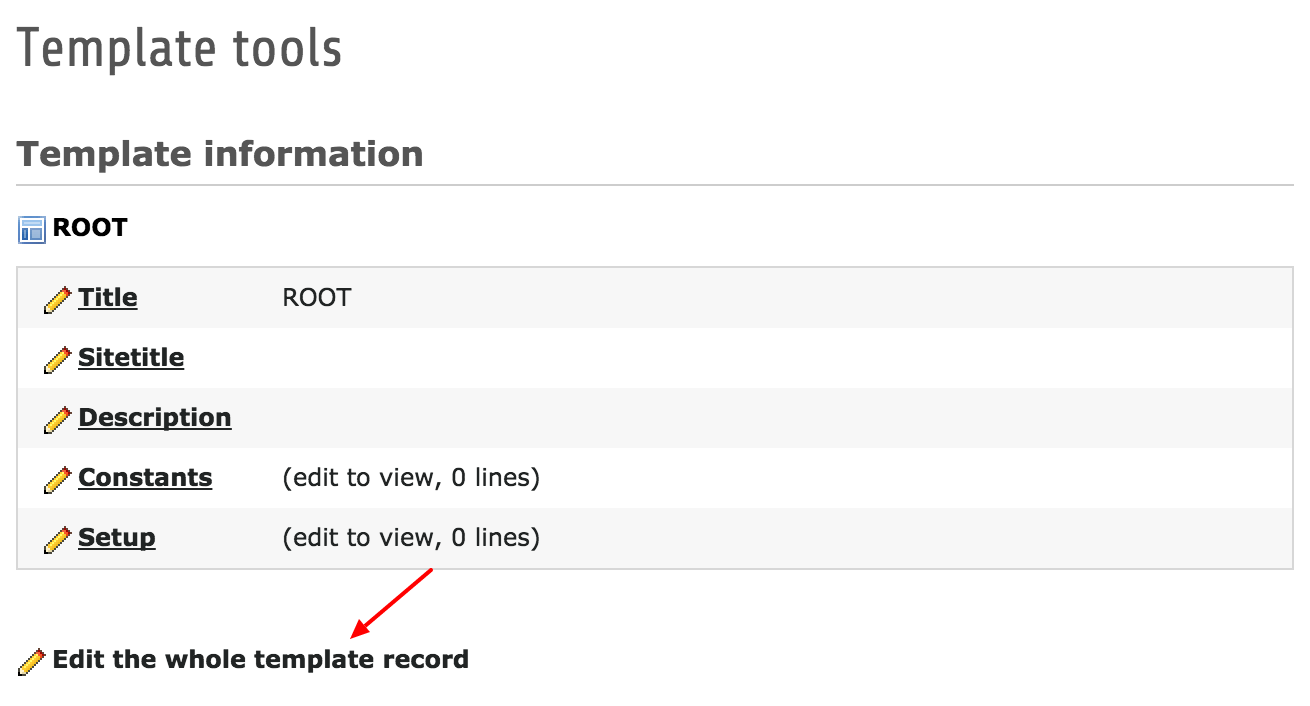 Template tools
Template information
ROOT
Title ROOT
Sitetitle
Description
Constants (edit to view, 0 lines)
Setup (edit to view, 0 lines)
Edit the whole template record